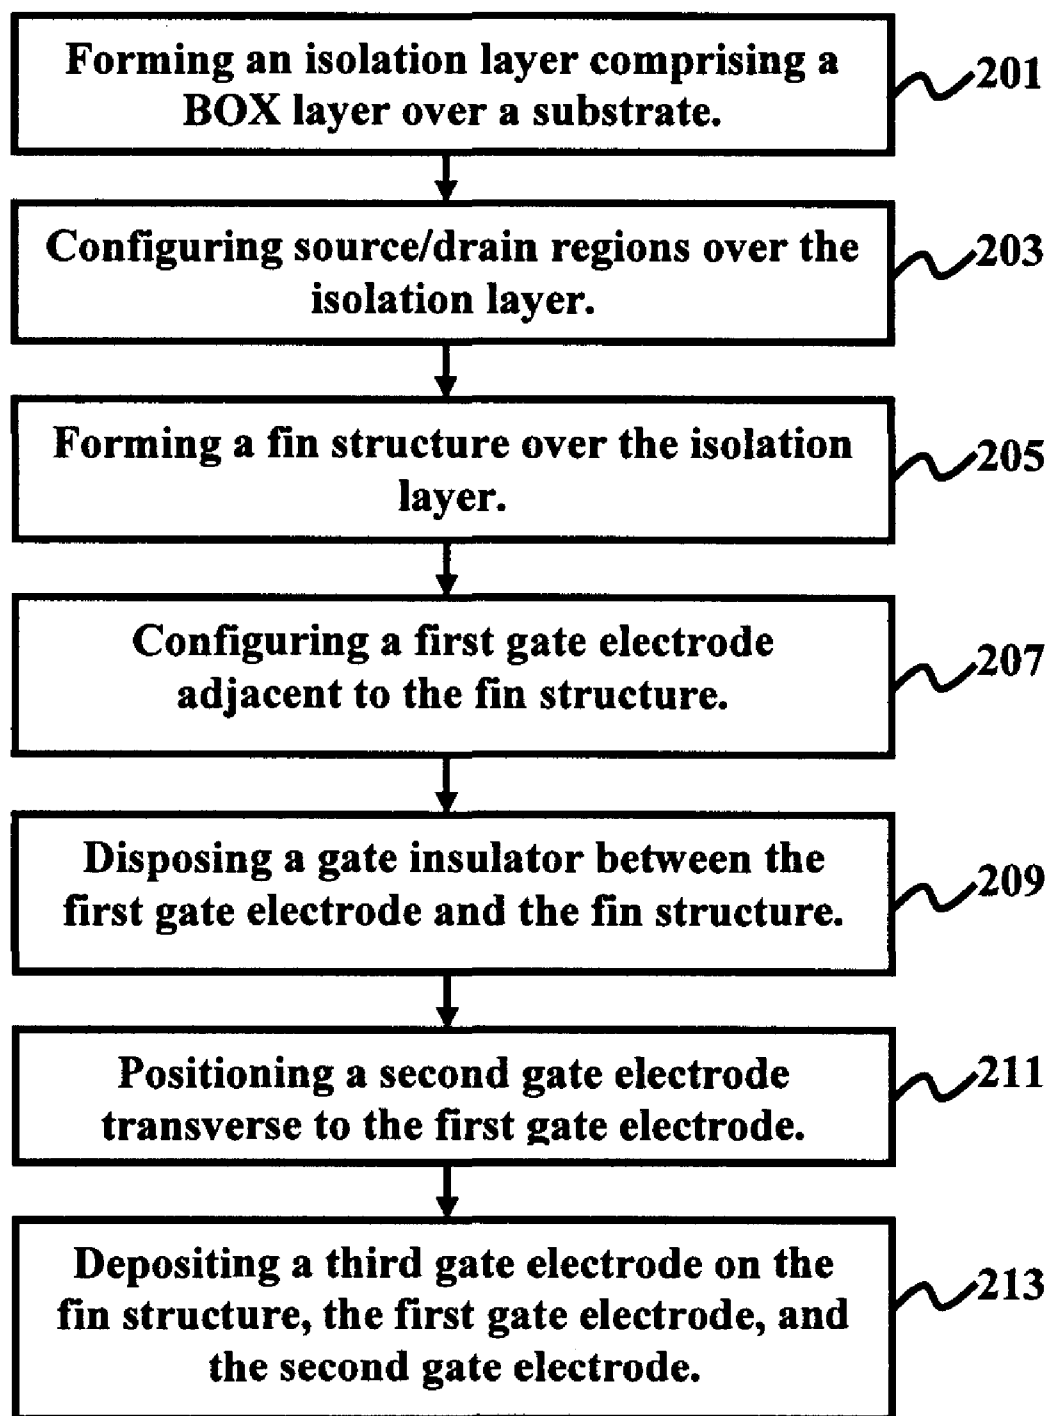 Forming an isolation layer comprising a
BOX layer over a substrate.
201
Configuring source/drain regions over the
isolation layer.
203
Forming a fin structure over the isolation
layer.
205
Configuring a first gate electrode
adjacent to the fin structure.
207
Disposing a gate insulator between the
first gate electrode and the fin structure.
209
Positioning a second gate electrode
transverse to the first gate electrode.
211
Depositing a third gate electrode on the
fin structure, the first gate electrode, and
the second gate electrode.
213